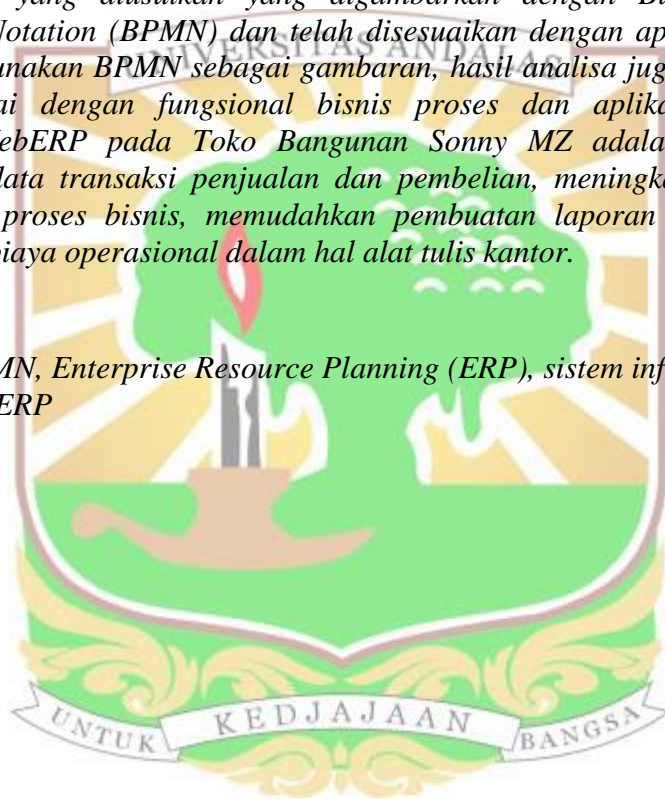 yang diusulkan yang digambarkan dengan Bu
Notation (BPMN) dan telah disesuaikan dengan ap
UNIVERSITAS ANDALAS
unakan BPMN sebagai gambaran, hasil analisa jug
ai dengan fungsional bisnis proses dan aplika
ebERP pada Toko Bangunan Sonny MZ adala
ata transaksi penjualan dan pembelian, meningka
proses bisnis, memudahkan pembuatan laporan
biaya operasional dalam hal alat tulis kantor.
MN, Enterprise Resource Planning (ERP), sistem inf
ERP
UNTUK KEDJAJAAN BANGSA